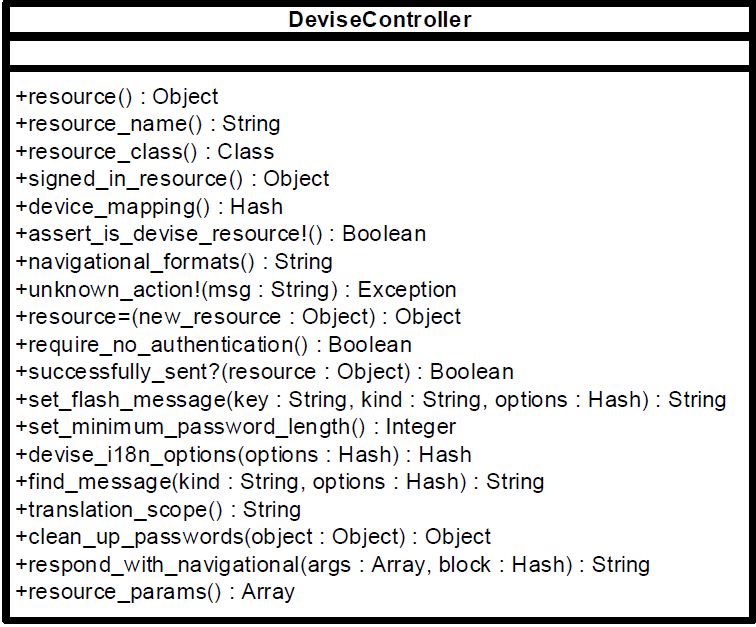 DeviseController
+resource() : Object
+resource_name() : String
+resource_class() : Class
+signed_in_resource() : Object
+device_mapping() : Hash
+assert_is_devise_resource!() : Boolean
+navigational_formats() : String
+unknown_action!(msg : String) : Exception
+resource=(new_resource : Object) : Object
+require_no_authentication() : Boolean
+successfully_sent?(resource : Object) : Boolean
+set_flash_message(key : String, kind : String, options : Hash) : String
+set_minimum_password_length() : Integer
+devise_i18n_options(options : Hash) : Hash
+find_message(kind : String, options : Hash) : String
+translation_scope() : String
+clean_up_passwords(object : Object) : Object
+respond_with_navigational(args : Array, block : Hash) : String
+resource_params() : Array